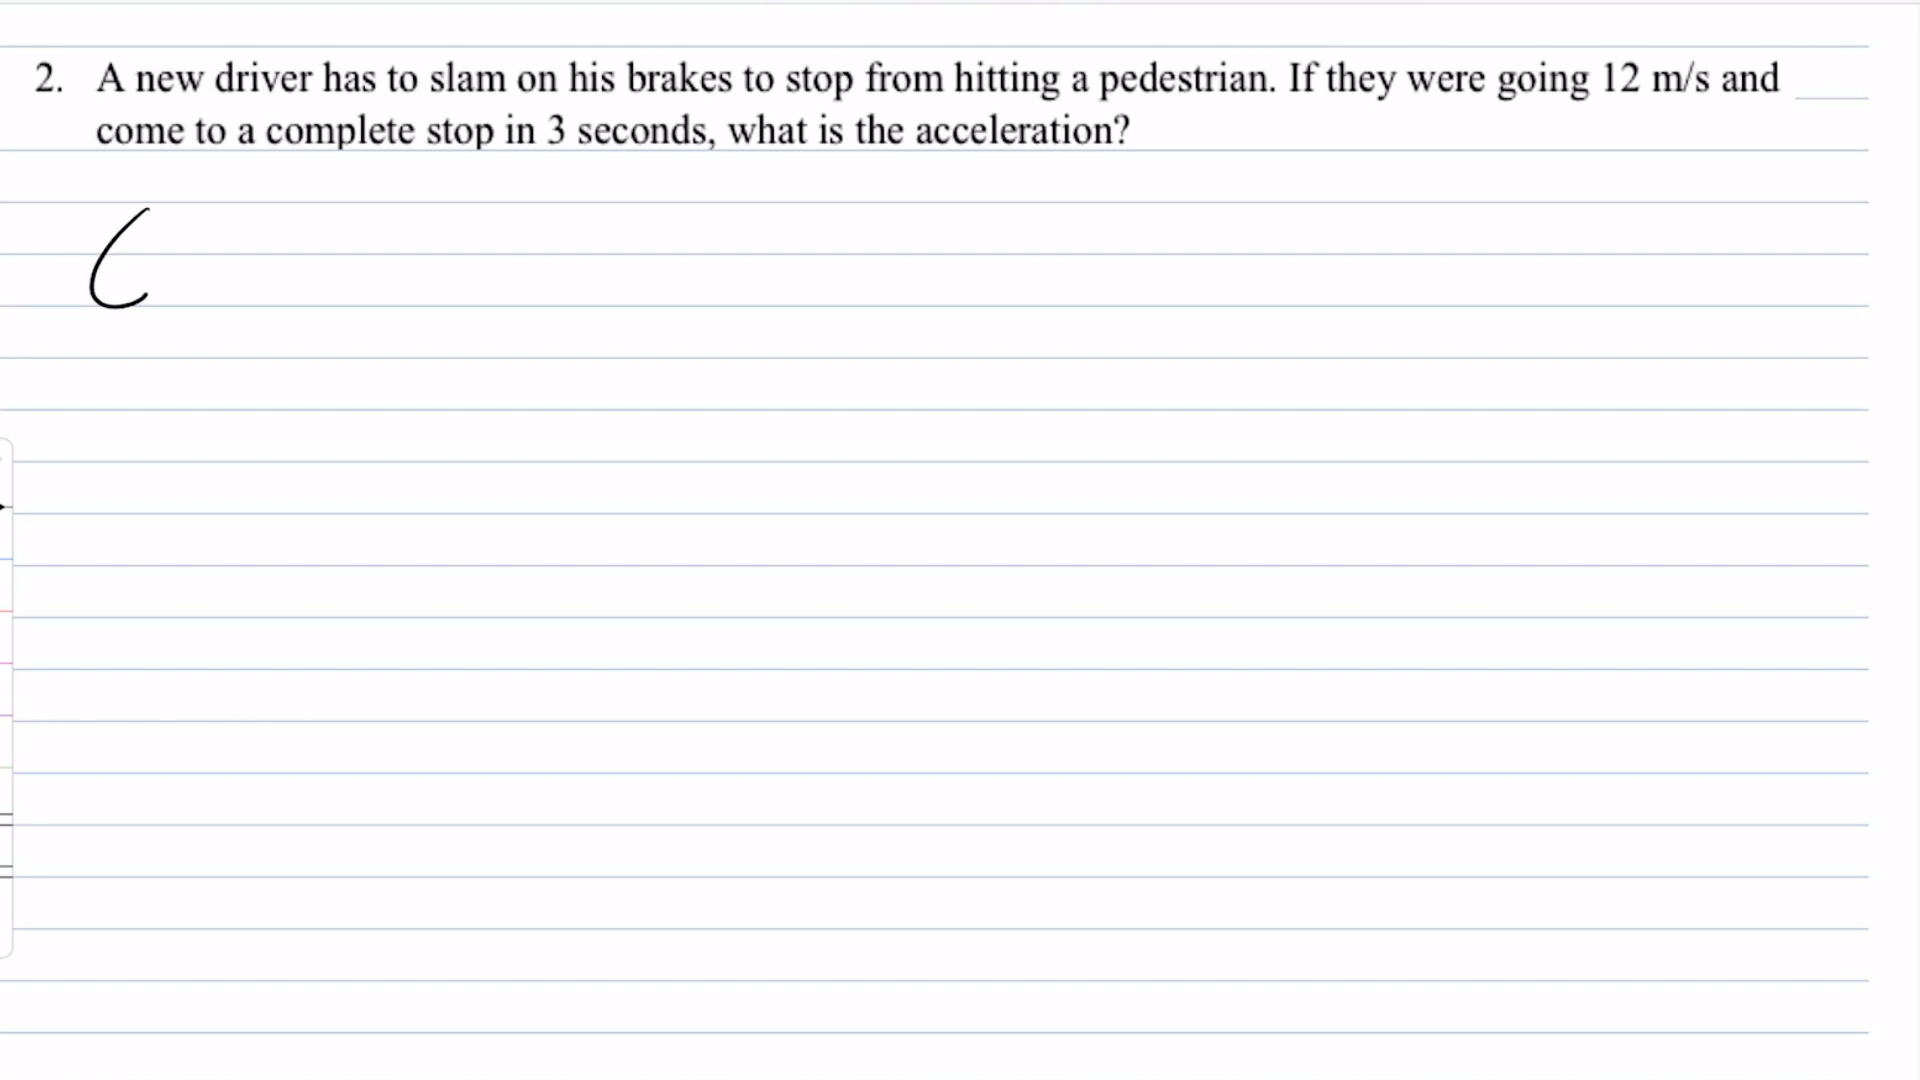 2. A new driver has to slam on his brakes to stop from hitting a pedestrian. If they were going 12 m/s and
come to a complete stop in 3 seconds, what is the acceleration?